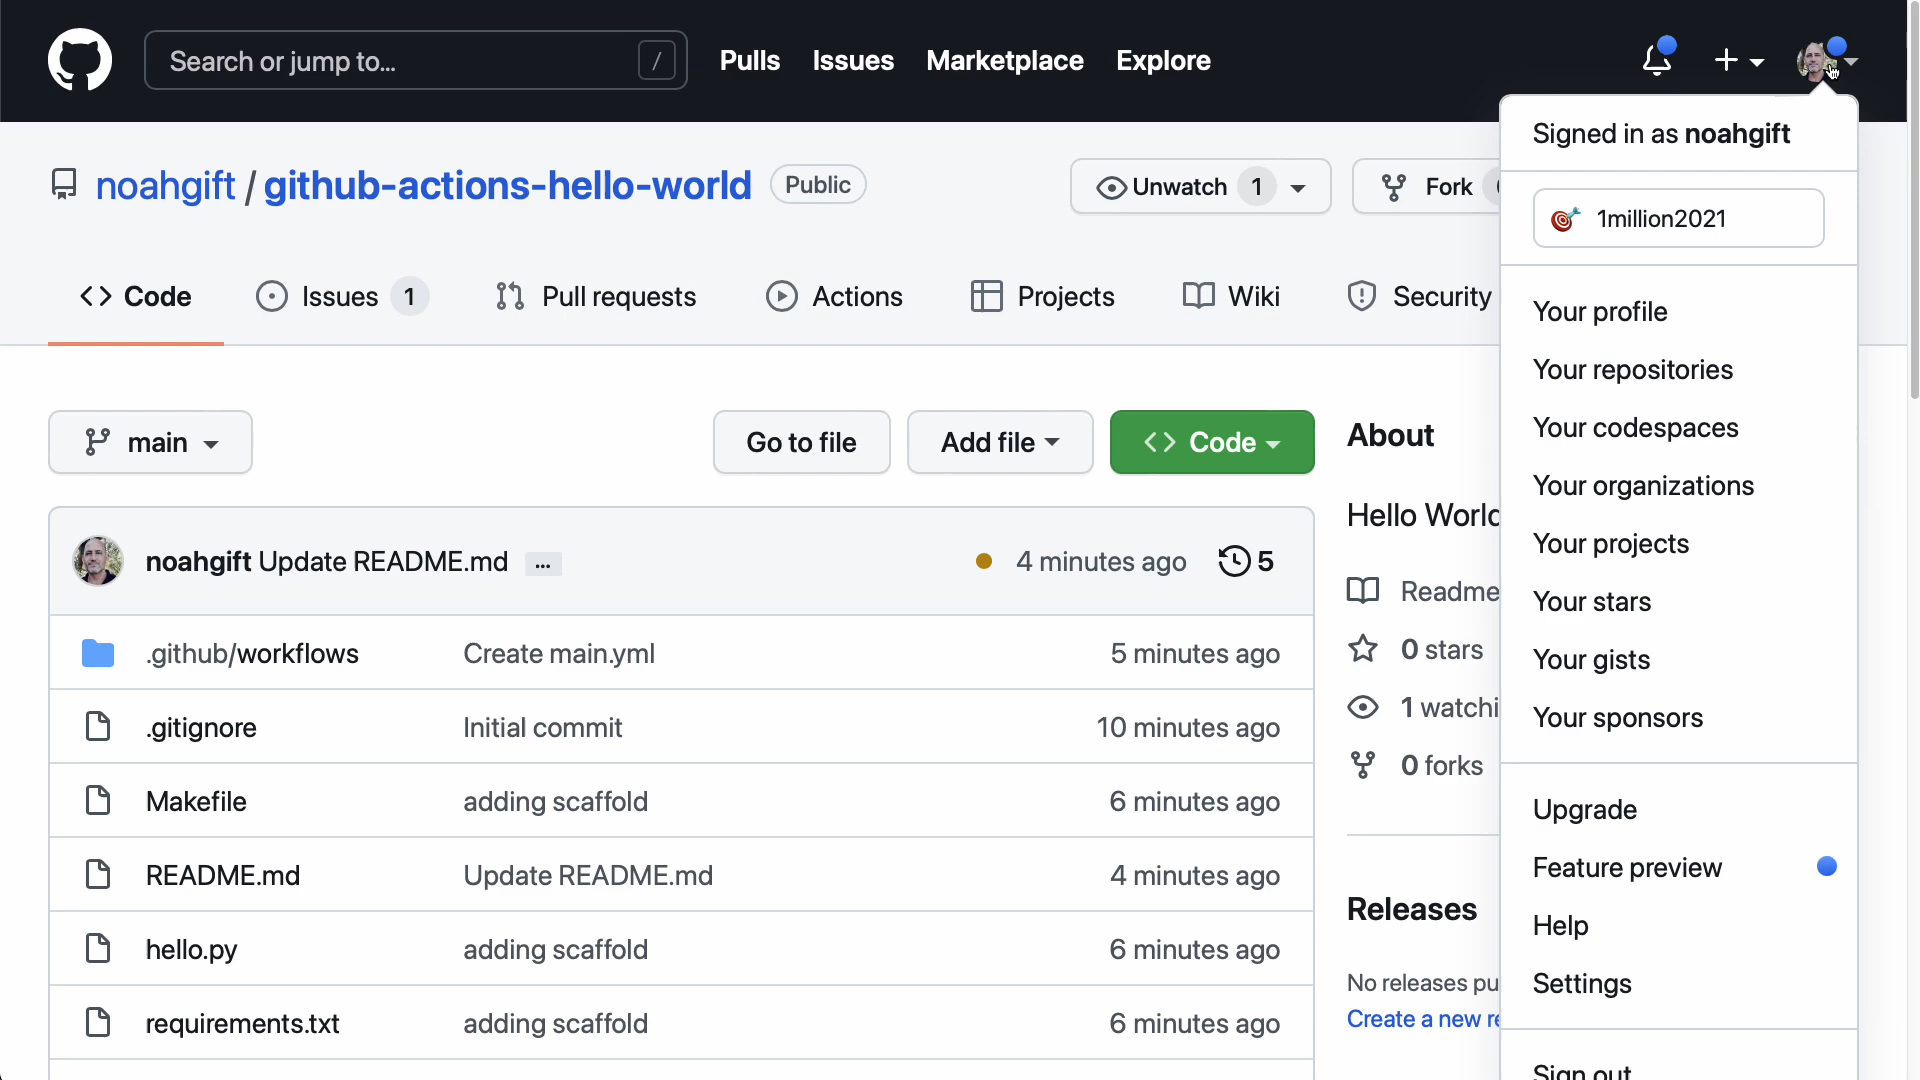 Search or jump to... /
Pulls Issues Marketplace Explore
Signed in as noahgift
1million2021
Your profile
Your repositories
Your codespaces
Your organizations
Your projects
Your stars
Your gists
Your sponsors
Upgrade
Feature preview
Help
Settings
Sign out
noahgift / github-actions-hello-world Public
Unwatch 1
Fork
Code Issues 1 Pull requests Actions Projects Wiki Security
main
Go to file Add file Code
noahgift Update README.md ... 4 minutes ago 5
.github/workflows Create main.yml 5 minutes ago
.gitignore Initial commit 10 minutes ago
Makefile adding scaffold 6 minutes ago
README.md Update README.md 4 minutes ago
hello.py adding scaffold 6 minutes ago
requirements.txt adding scaffold 6 minutes ago
About
Hello Worl
Readme
0 stars
1 watchi
0 forks
Releases
No releases pu
Create a new r